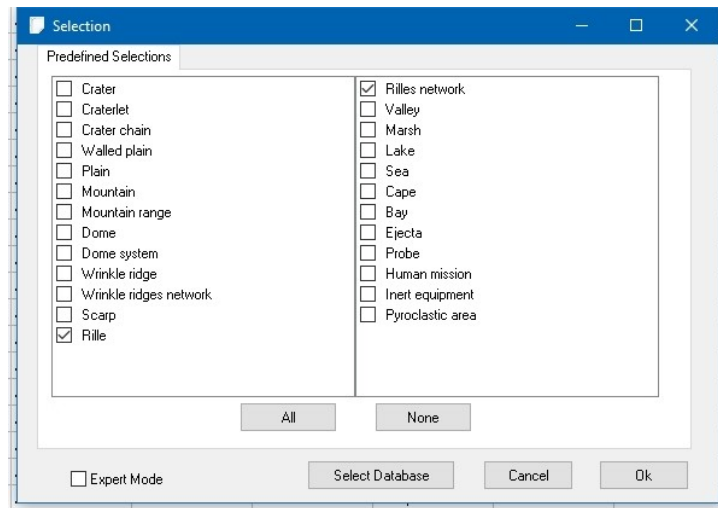 Selection
Predefined Selections
Crater
Craterlet
Crater chain
Walled plain
Plain
Mountain
Mountain range
Dome
Dome system
Wrinkle ridge
Wrinkle ridges network
Scarp
Rille
Rilles network
Valley
Marsh
Lake
Sea
Cape
Bay
Ejecta
Probe
Human mission
Inert equipment
Pyroclastic area
All
None
Expert Mode
Select Database
Cancel
Ok